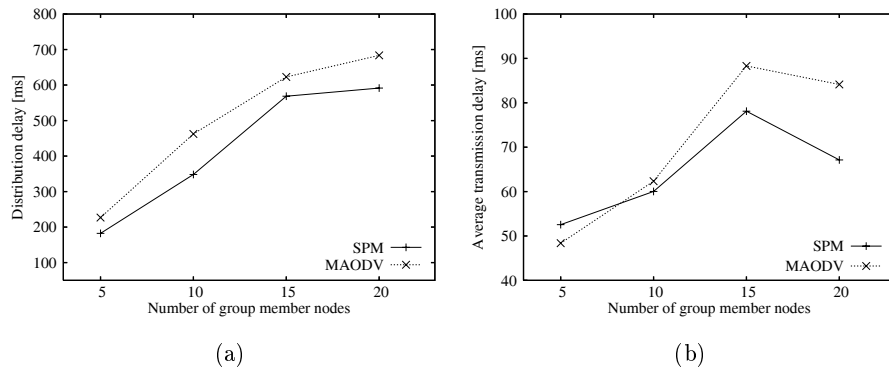 800
700
600
500
400
300
200
100
Distribution delay [ms]
SPM
MAODV
5 10 15 20
Number of group member nodes
(a)
100
90
80
70
60
50
40
Average transmission delay [ms]
SPM
MAODV
5 10 15 20
Number of group member nodes
(b)